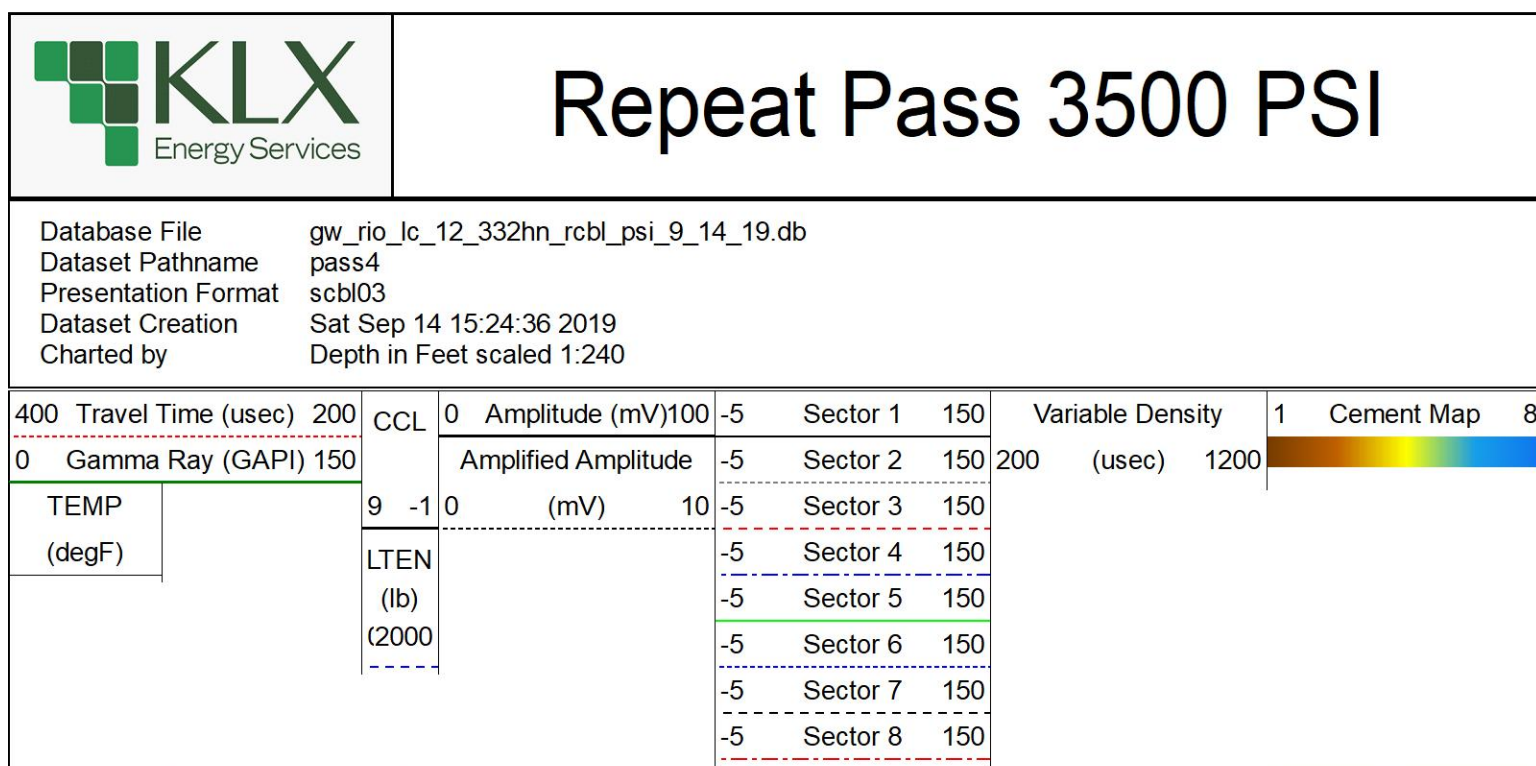 KLX
Energy Services
Repeat Pass 3500 PSI
Database File gw_rio_lc_12_332hn_rcbl_psi_9_14_19.db
Dataset Pathname pass4
Presentation Format scbl03
Dataset Creation Sat Sep 14 15:24:36 2019
Charted by Depth in Feet scaled 1:240
400 Travel Time (usec) 200
0 Gamma Ray (GAPI) 150
TEMP
(degF)
CCL
9 -1
LTEN
(lb)
(2000
0 Amplitude (mV)100
Amplified Amplitude
0 (mV) 10
-5 Sector 1 150
-5 Sector 2 150
-5 Sector 3 150
-5 Sector 4 150
-5 Sector 5 150
-5 Sector 6 150
-5 Sector 7 150
-5 Sector 8 150
Variable Density
200 (usec) 1200
1 Cement Map 8